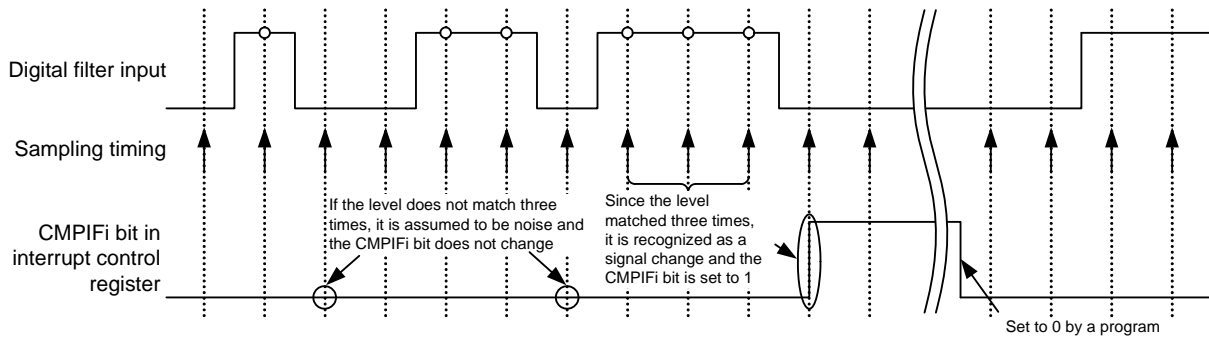 Digital filter input
Sampling timing
If the level does not match three
times, it is assumed to be noise and
the CMPIFi bit does not change
Since the level
matched three times,
it is recognized as a
signal change and the
CMPIFi bit is set to 1
CMPIFi bit in
interrupt control
register
Set to 0 by a program